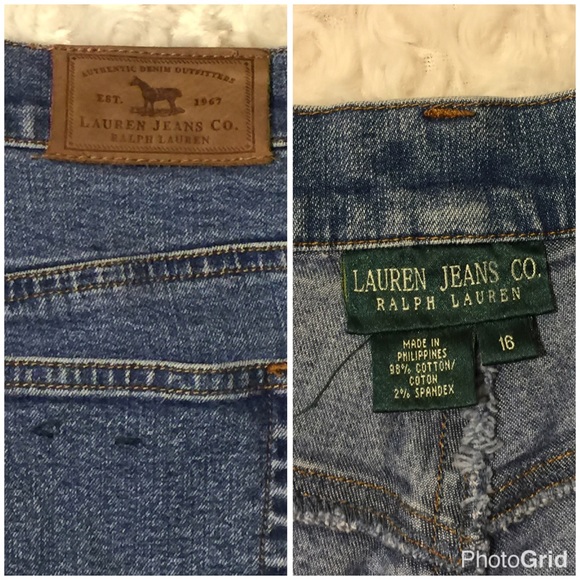 AUTHENTIC DENIM OUTFITTERS
EST. 1967
LAUREN JEANS CO.
RALPH LAUREN
LAUREN JEANS CO.
RALPH LAUREN
MADE IN
PHILIPPINES
98% COTTON/
COTON
2% SPANDEX
16
PhotoGrid